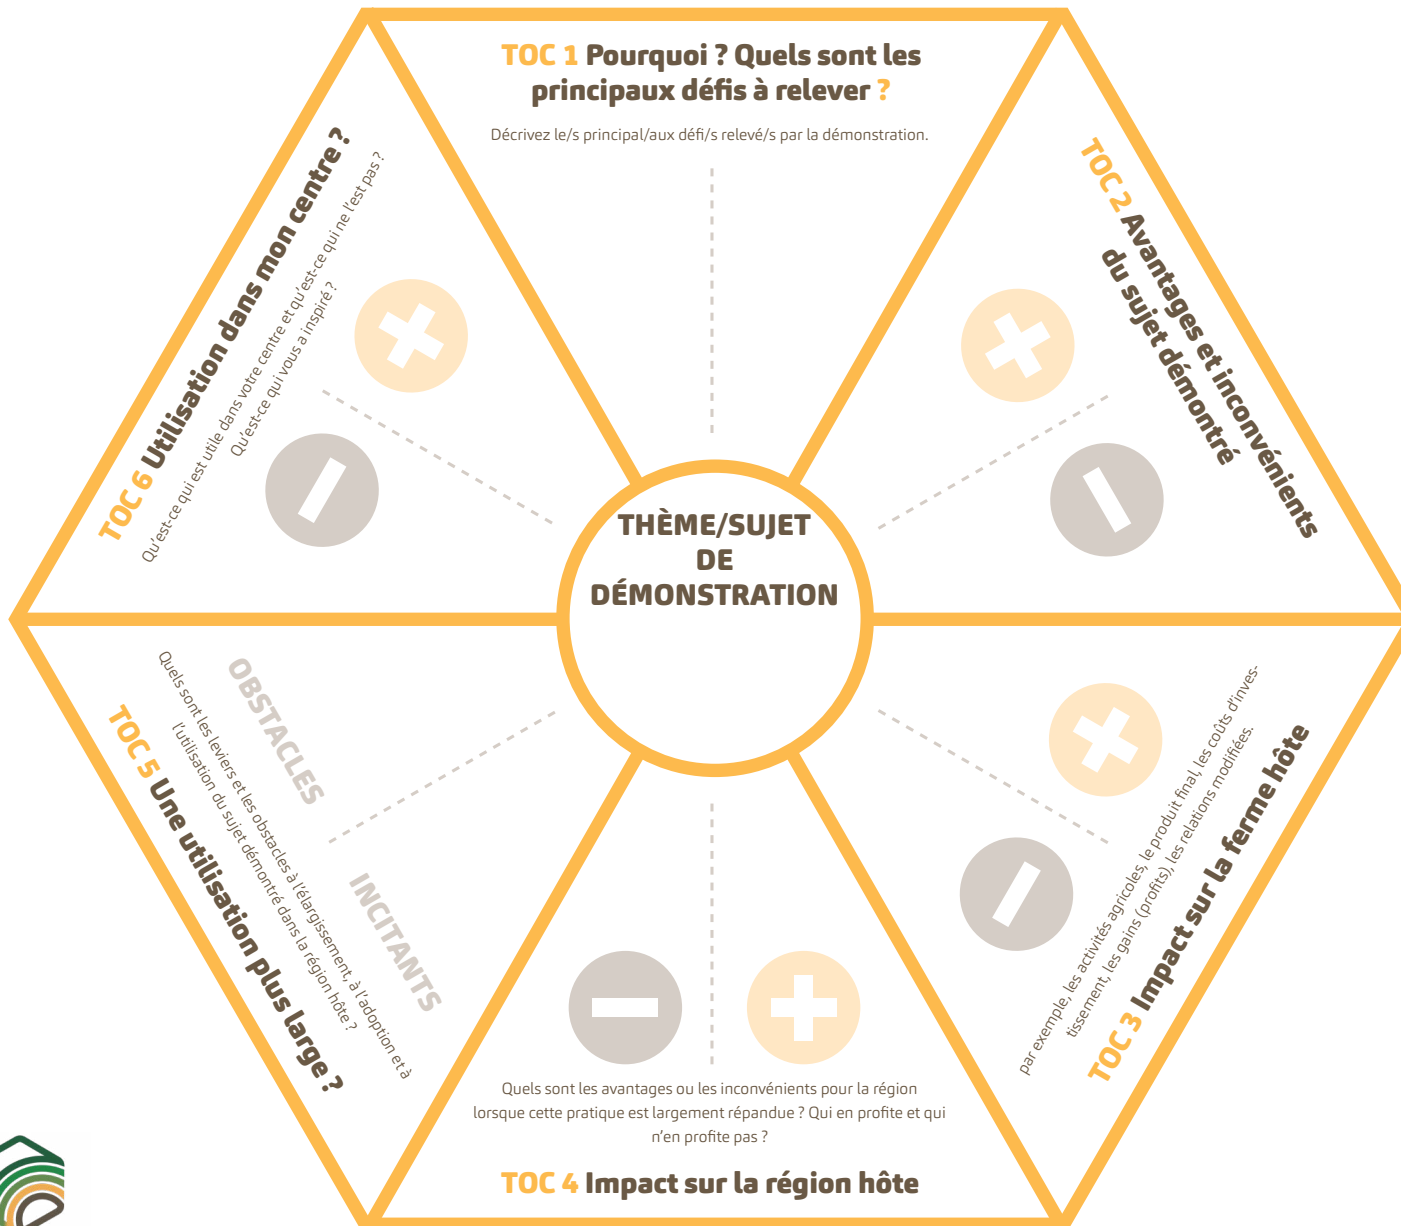 TOC 1 Pourquoi ? Quels sont les
principaux défis à relever ?
Décrivez le/s principal/aux défi/s relevé/s par la démonstration.
TOC 2 Avantages et inconvénients
du sujet démontré
THÈME/SUJET
DE
DÉMONSTRATION
par exemple, les activités agricoles, le produit final, les coûts d'inves-
tissement, les gains (profits), les relations modifiées.
TOC 3 Impact sur la ferme hôte
Quels sont les avantages ou les inconvénients pour la région
lorsque cette pratique est largement répandue ? Qui en profite et qui
n'en profite pas ?
TOC 4 Impact sur la région hôte
OBSTACLES
INCITANTS
Quels sont les leviers et les obstacles à l'élargissement, à l'adoption et à
l'utilisation du sujet démontré dans la région hôte ?
TOC 5 Une utilisation plus large ?
TOC 6 Utilisation dans mon centre ?
Qu'est-ce qui est utile dans votre centre et qu'est-ce qui ne l'est pas ?
Qu'est-ce qui vous a inspiré ?